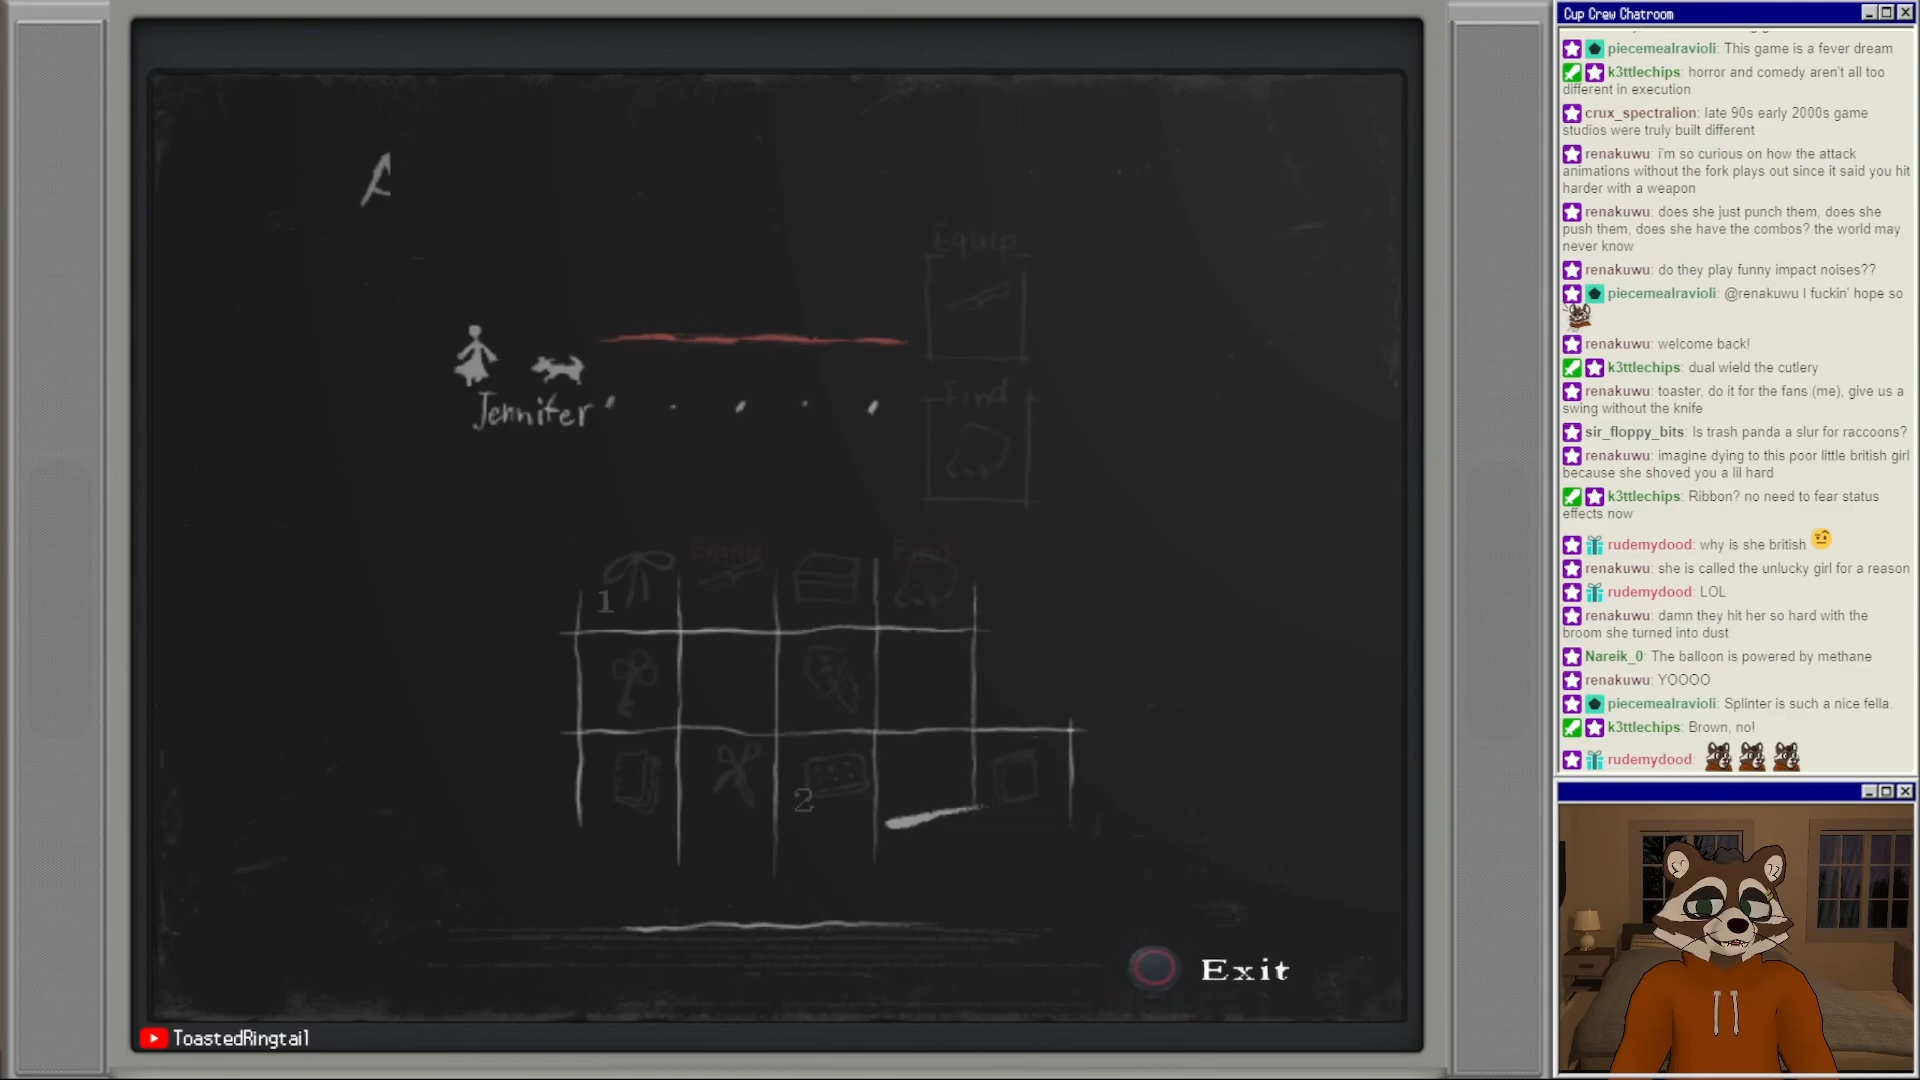 Equip
Find
Jennifer
Equip
Find
1
2
Exit
ToastedRingtail
Cup Crew Chatroom
piecemealravioli: This game is a fever dream
k3ttlechips: horror and comedy aren't all too
different in execution
crux_spectralion: late 90s early 2000s game
studios were truly built different
renakuwu: i'm so curious on how the attack
animations without the fork plays out since it said you hit
harder with a weapon
renakuwu: does she just punch them, does she
push them, does she have the combos? the world may
never know
renakuwu: do they play funny impact noises??
piecemealravioli: @renakuwu I fuckin' hope so
renakuwu: welcome back!
k3ttlechips: dual wield the cutlery
renakuwu: toaster, do it for the fans (me), give us a
swing without the knife
sir_floppy_bits: Is trash panda a slur for raccoons?
renakuwu: imagine dying to this poor little british girl
because she shoved you a lil hard
k3ttlechips: Ribbon? no need to fear status
effects now
rudemydood: why is she british
renakuwu: she is called the unlucky girl for a reason
rudemydood: LOL
renakuwu: damn they hit her so hard with the
broom she turned into dust
Nareik_0: The balloon is powered by methane
renakuwu: YOOOO
piecemealravioli: Splinter is such a nice fella.
k3ttlechips: Brown, no!
rudemydood: